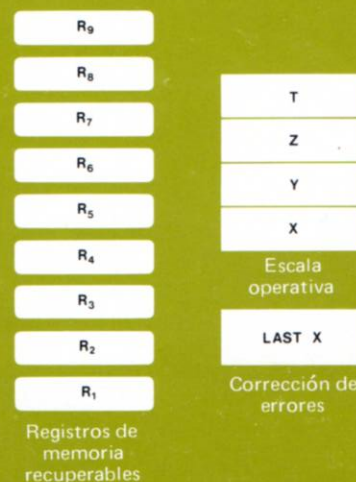 R9
R8
R7
R6
R5
R4
R3
R2
R1
Registros de
memoria
recuperables
T
Z
Y
X
Escala
operativa
LAST X
Corrección de
errores